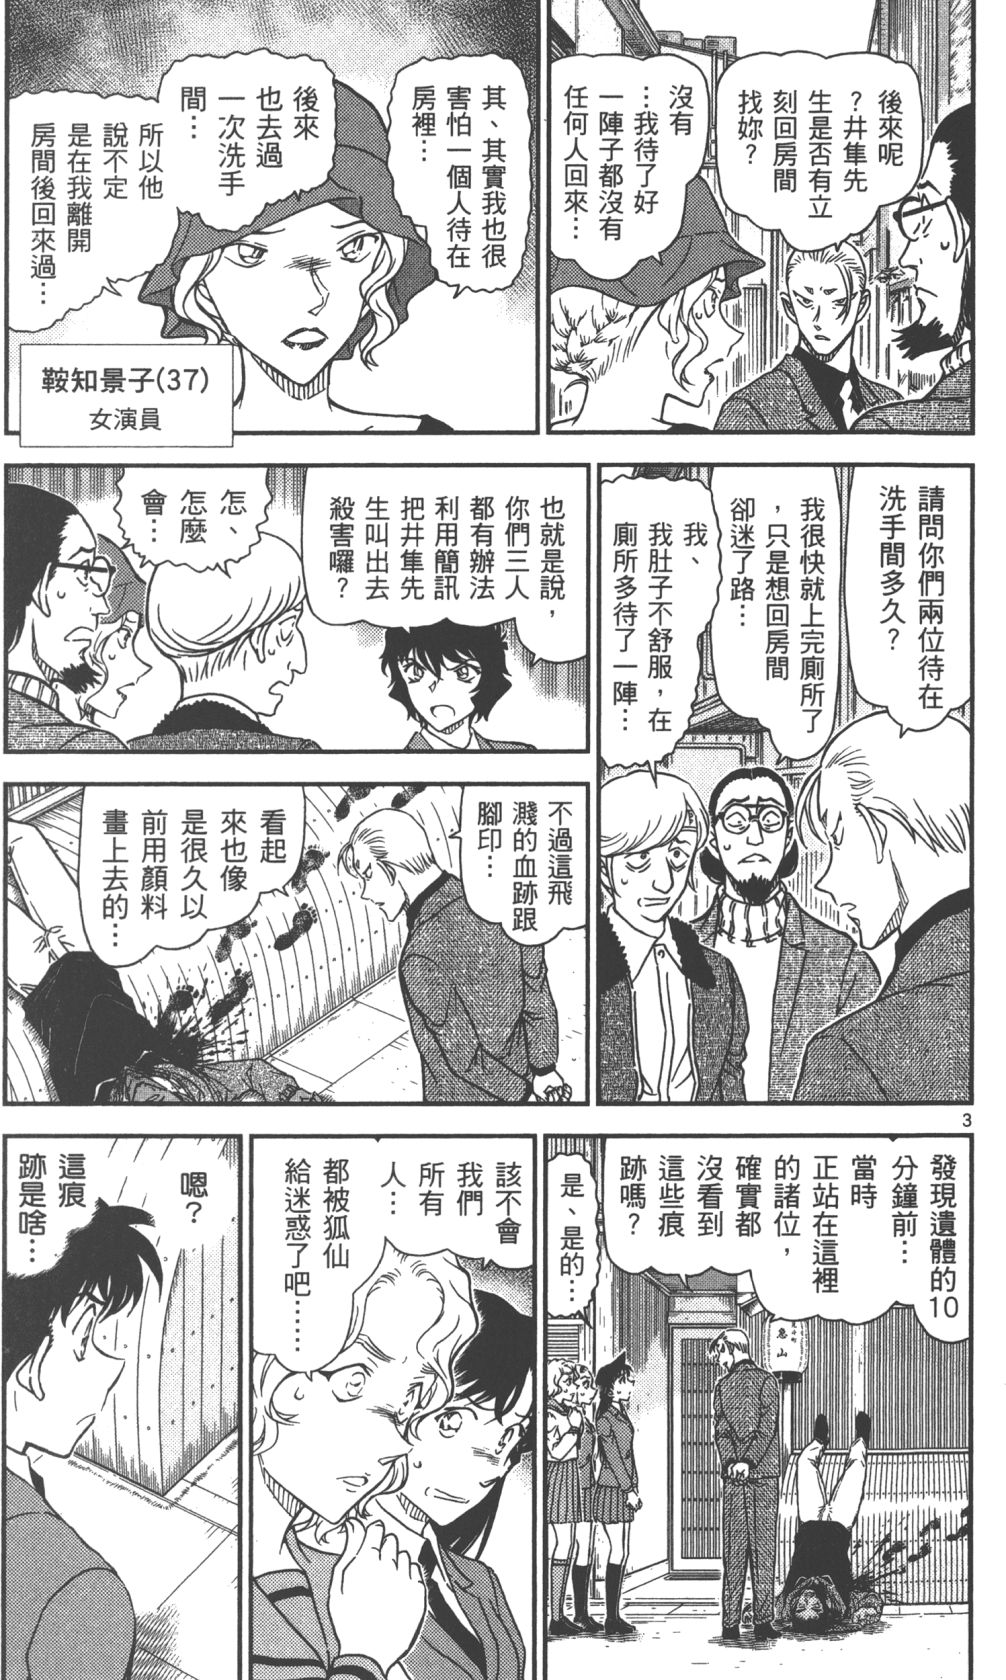 後來呢
?井隼先
生是否有立
刻回房間
找妳?
沒有
…我待了好
一陣子都沒有
任何人回來…
其、其實我也很
害怕一個人待在
房裡…
後來
也去過
一次洗手
間…
所以他
說不定
是在我離開
房間後回來過…
鞍知景子(37)
女演員
請問你們兩位待在
洗手間多久?
我很快就上完廁所了
，只是想回房間
卻迷了路…
我、
我肚子不舒服，在
廁所多待了一陣…
也就是說，
你們三人
都有辦法
利用簡訊
把井隼先
生叫出去
殺害囉?
怎、
怎麼
會…
不過這飛
濺的血跡跟
腳印…
看起
來也像
是很久以
前用顏料
畫上去的…
3
發現遺體的10
分鐘前…
當時
正站在這裡
的諸位，
確實都
沒看到
這些痕
跡嗎?
是、是的…
該不會
我們
所有
人…
都被狐仙
給迷惑了吧……
嗯?
這痕
跡是啥…